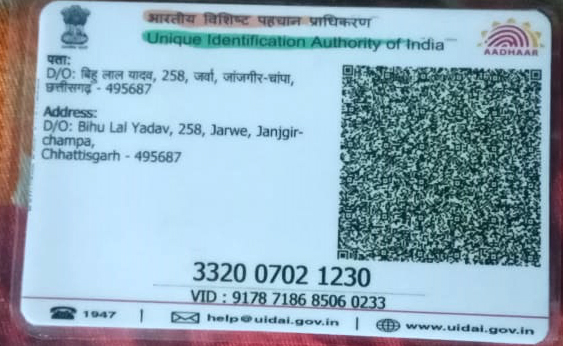 भारतीय विशिष्ट पहचान प्राधिकरण
Unique Identification Authority of India
AADHAAR
पता:
D/O: बिहु लाल यादव, 258, जर्वा, जांजगीर-चांपा,
छत्तीसगढ़ - 495687
Address:
D/O: Bihu Lal Yadav, 258, Jarwe, Janjgir-
champa,
Chhattisgarh - 495687
3320 0702 1230
VID : 9178 7186 8506 0233
1947 | help@uidai.gov.in | www.uidai.gov.in